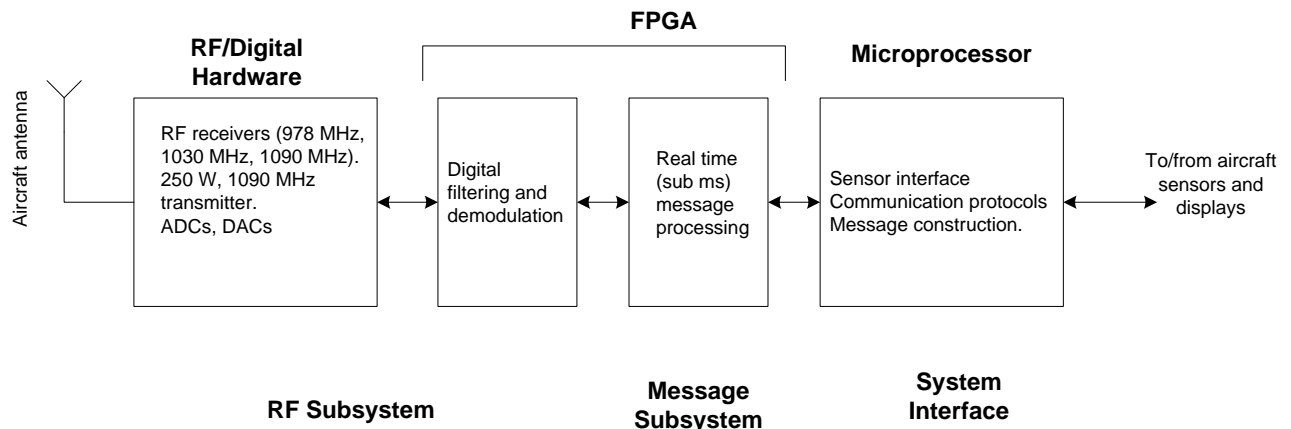 FPGA
RF/Digital
Hardware
Microprocessor
Aircraft antenna
RF receivers (978 MHz,
1030 MHz, 1090 MHz).
250 W, 1090 MHz
transmitter.
ADCs, DACs
Digital
filtering and
demodulation
Real time
(sub ms)
message
processing
Sensor interface
Communication protocols
Message construction.
To/from aircraft
sensors and
displays
RF Subsystem
Message
Subsystem
System
Interface